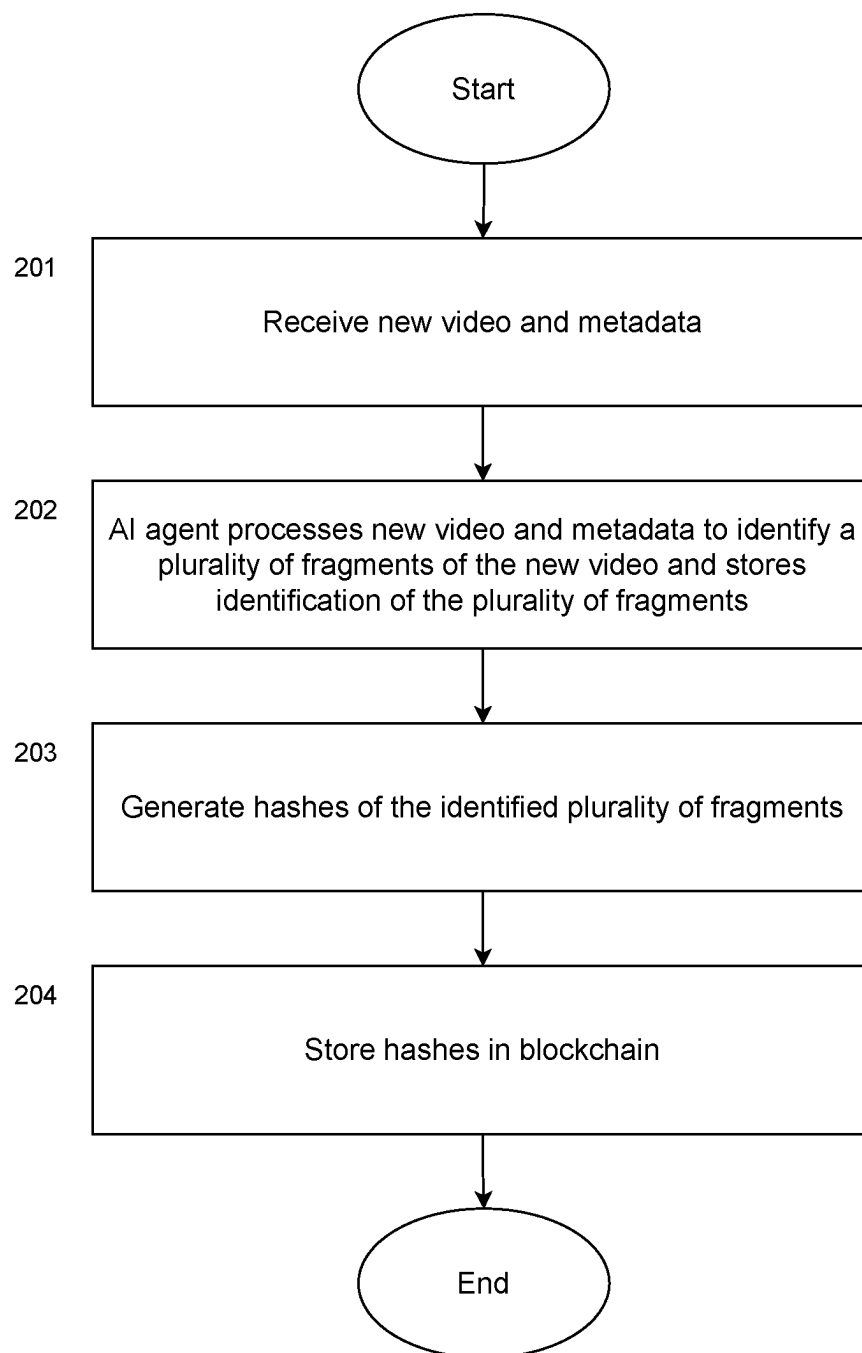 Start
201
Receive new video and metadata
202
AI agent processes new video and metadata to identify a
plurality of fragments of the new video and stores
identification of the plurality of fragments
203
Generate hashes of the identified plurality of fragments
204
Store hashes in blockchain
End